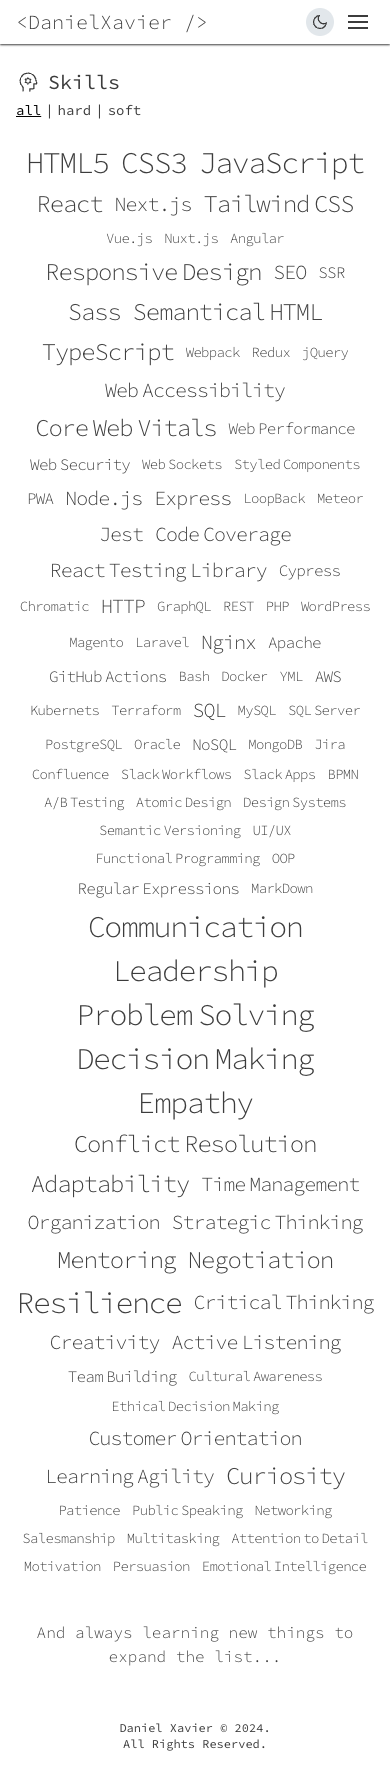 <DanielXavier />
Skills
all | hard | soft
HTML5 CSS3 JavaScript
React Next.js Tailwind CSS
Vue.js Nuxt.js Angular
Responsive Design SEO SSR
Sass Semantical HTML
TypeScript Webpack Redux jQuery
Web Accessibility
Core Web Vitals Web Performance
Web Security Web Sockets Styled Components
PWA Node.js Express LoopBack Meteor
Jest Code Coverage
React Testing Library Cypress
Chromatic HTTP GraphQL REST PHP WordPress
Magento Laravel Nginx Apache
GitHub Actions Bash Docker YML AWS
Kubernets Terraform SQL MySQL SQL Server
PostgreSQL Oracle NoSQL MongoDB Jira
Confluence Slack Workflows Slack Apps BPMN
A/B Testing Atomic Design Design Systems
Semantic Versioning UI/UX
Functional Programming OOP
Regular Expressions MarkDown
Communication
Leadership
Problem Solving
Decision Making
Empathy
Conflict Resolution
Adaptability Time Management
Organization Strategic Thinking
Mentoring Negotiation
Resilience Critical Thinking
Creativity Active Listening
Team Building Cultural Awareness
Ethical Decision Making
Customer Orientation
Learning Agility Curiosity
Patience Public Speaking Networking
Salesmanship Multitasking Attention to Detail
Motivation Persuasion Emotional Intelligence
And always learning new things to
expand the list...
Daniel Xavier © 2024.
All Rights Reserved.